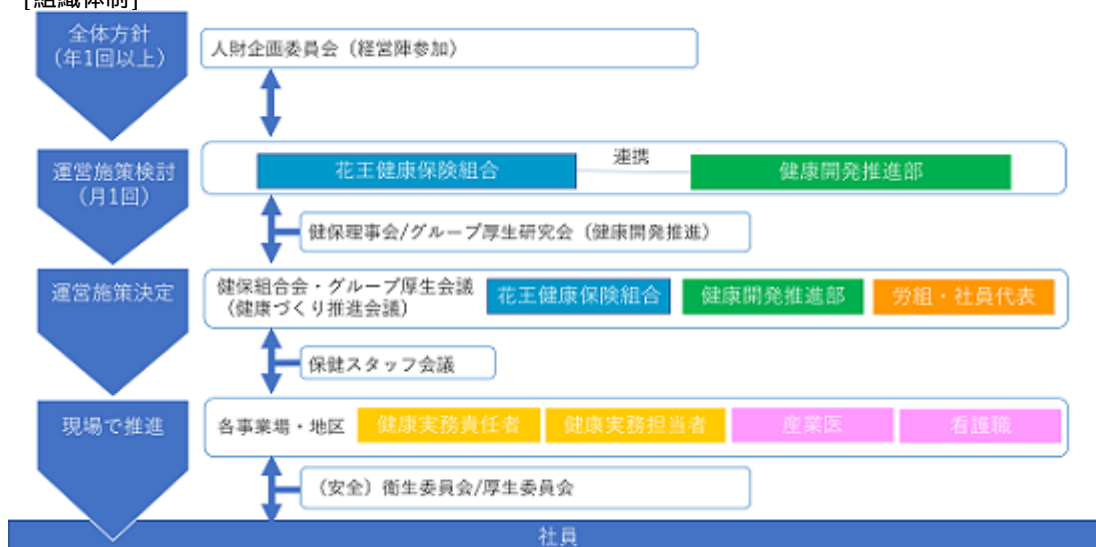 [組織体制]
全体方針
(年1回以上)
人財企画委員会（経営陣参加）
運営施策検討
(月1回)
花王健康保険組合
連携
健康開発推進部
健保理事会/グループ厚生研究会（健康開発推進）
運営施策決定
健保組合会・グループ厚生会議
（健康づくり推進会議）
花王健康保険組合
健康開発推進部
労組・社員代表
保健スタッフ会議
現場で推進
各事業場・地区
健康実務責任者
健康実務担当者
産業医
看護職
（安全）衛生委員会/厚生委員会
社員